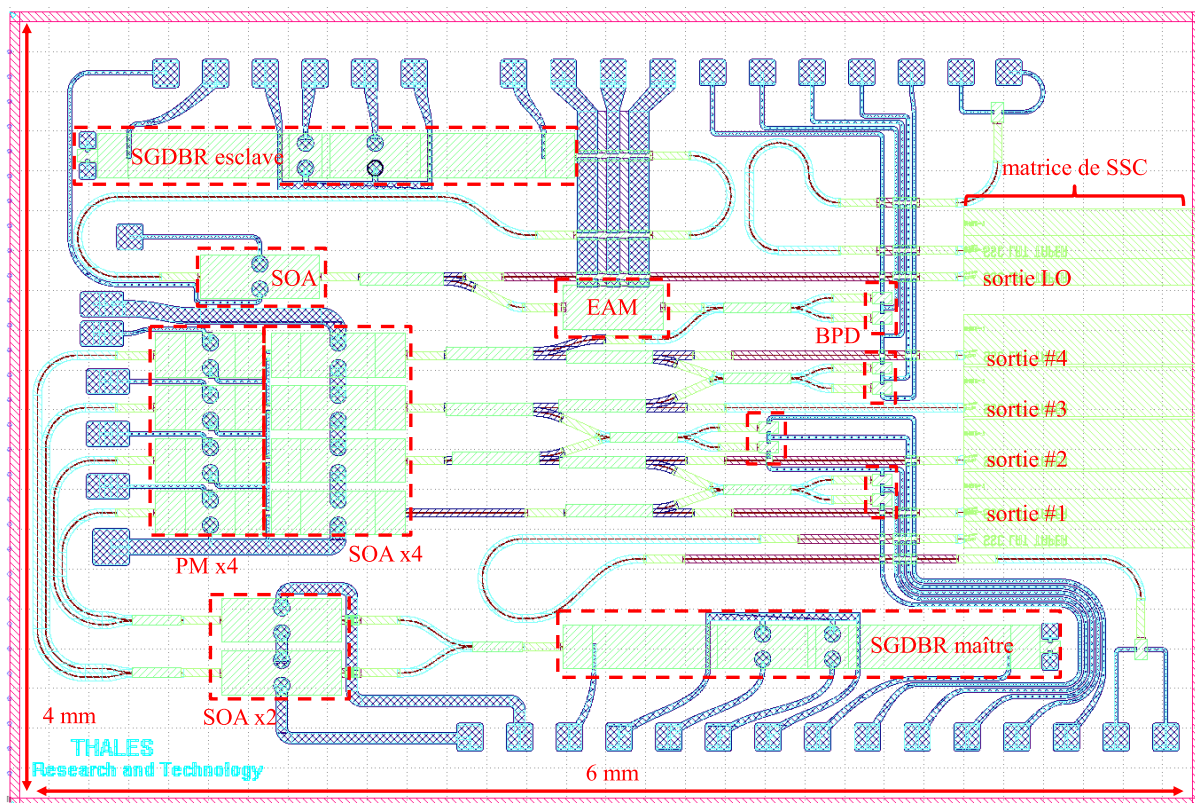 SGDBR esclave
matrice de SSC
SOA
sortie LO
EAM
BPD
sortie #4
sortie #3
sortie #2
sortie #1
PM x4
SOA x4
SGDBR maître
SOA x2
4 mm
THALES
Research and Technology
6 mm